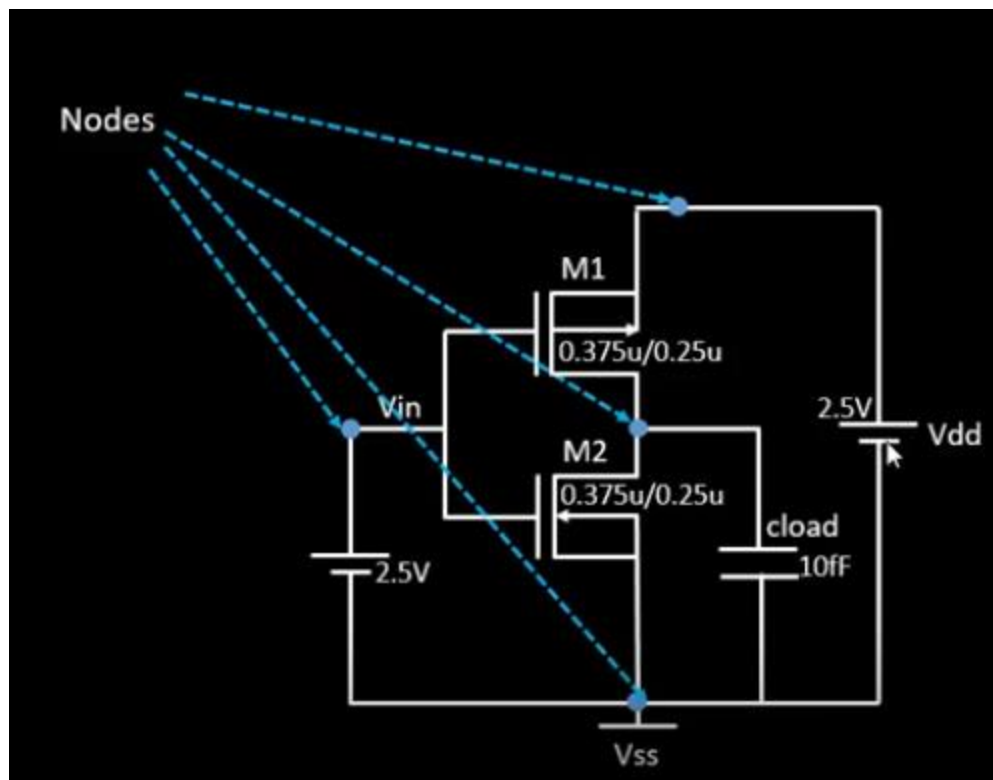 Nodes
M1
0.375u/0.25u
Vin
2.5V
Vdd
M2
0.375u/0.25u
cload
10fF
2.5V
Vss